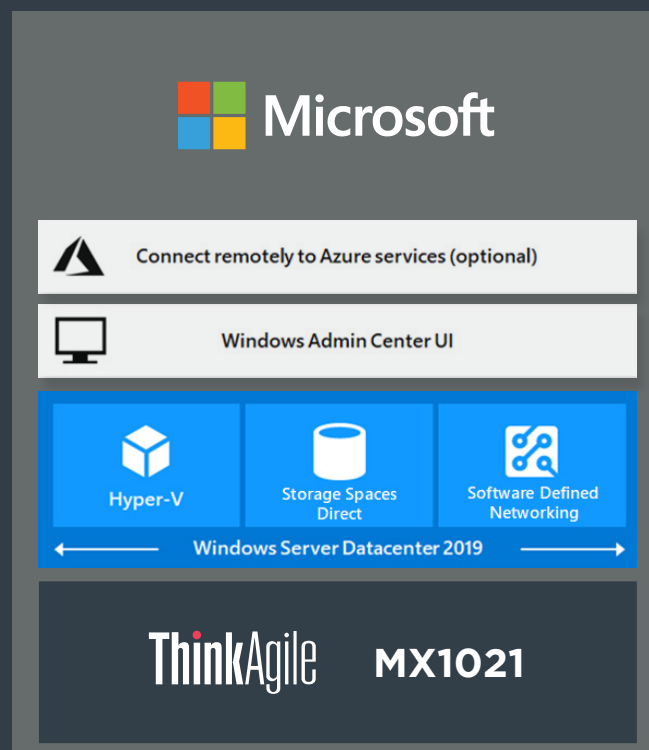 Microsoft
Connect remotely to Azure services (optional)
Windows Admin Center UI
Hyper-V
Storage Spaces
Direct
Software Defined
Networking
Windows Server Datacenter 2019
ThinkAgile MX1021